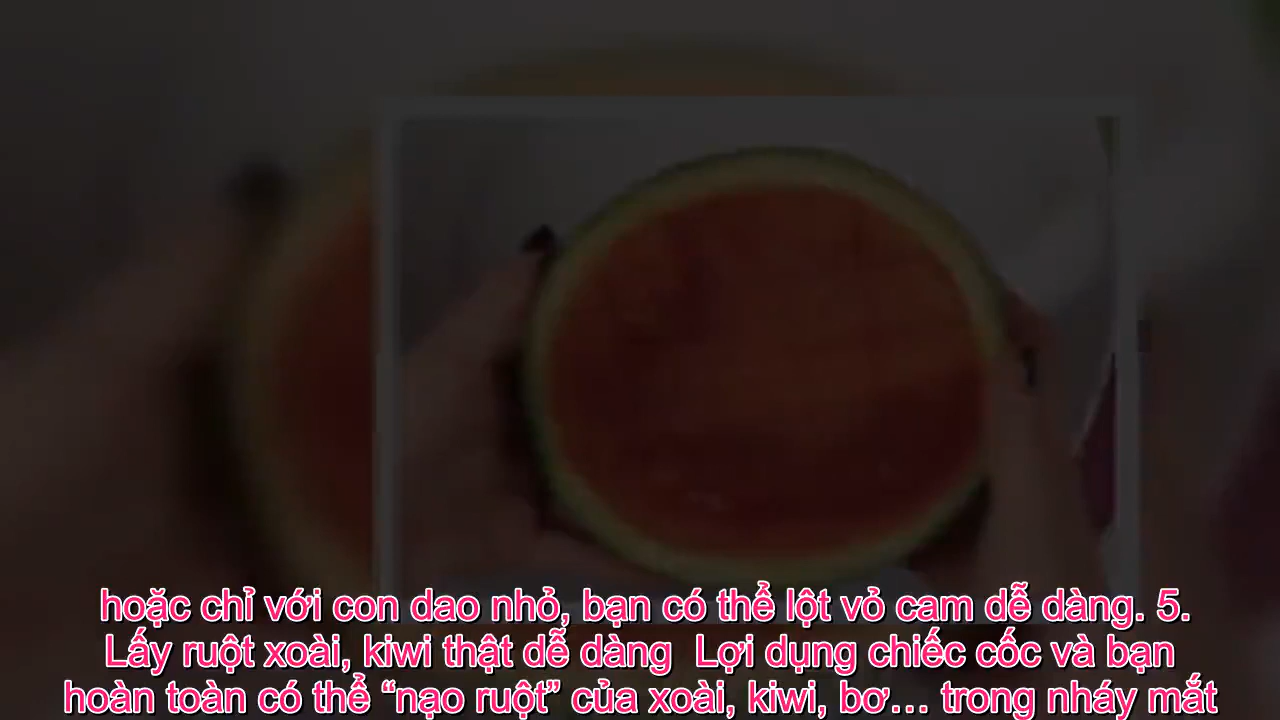 hoặc chỉ với con dao nhỏ, bạn có thể lột vỏ cam dễ dàng. 5.
Lấy ruột xoài, kiwi thật dễ dàng  Lợi dụng chiếc cốc và bạn
hoàn toàn có thể “nạo ruột” của xoài, kiwi, bơ… trong nháy mắt